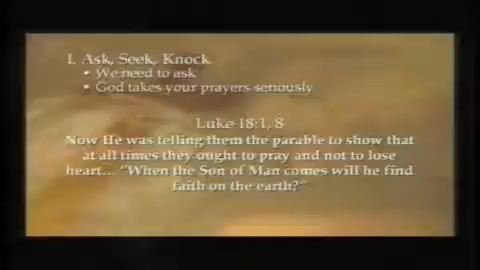 I. Ask, Seek, Knock
• We need to ask
• God takes your prayers seriously
Luke 18:1, 8
Now He was telling them the parable to show that
at all times they ought to pray and not to lose
heart... "When the Son of Man comes will he find
faith on the earth?"